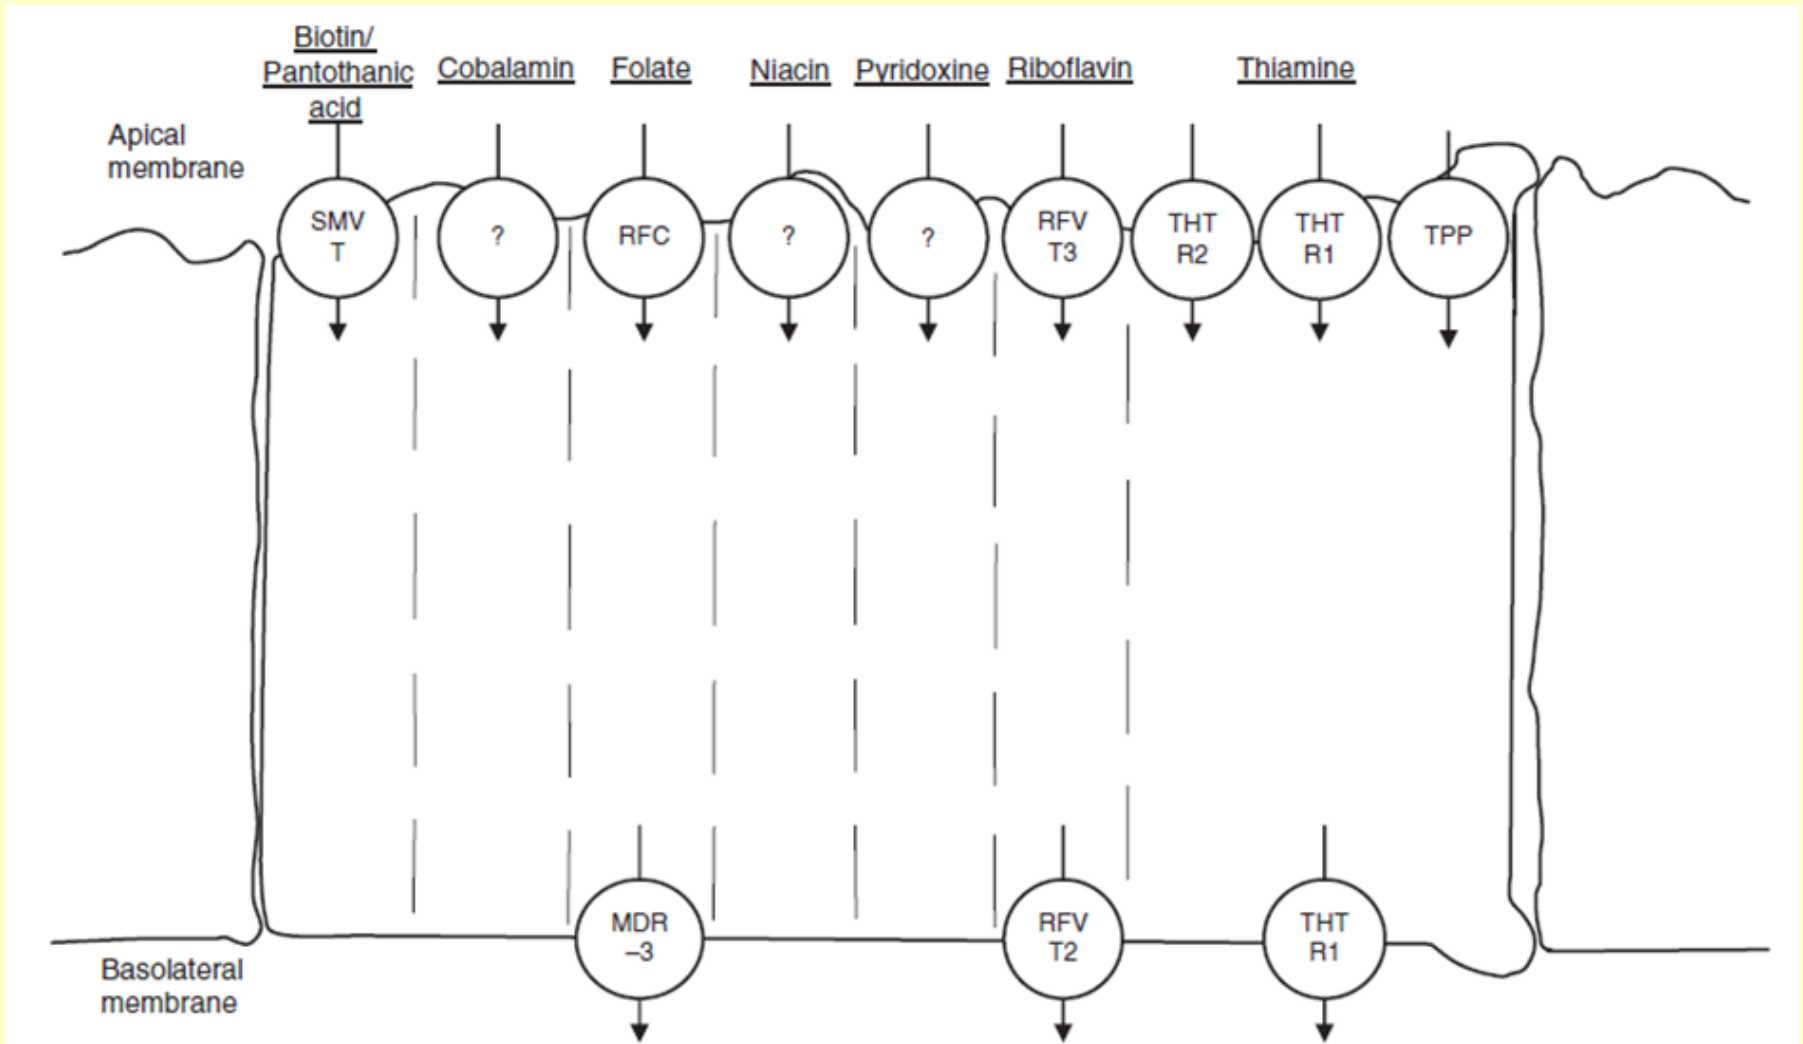 Biotin/
Pantothanic
acid
Cobalamin
Folate
Niacin
Pyridoxine
Riboflavin
Thiamine
Apical
membrane
SMV
T
?
RFC
?
?
RFV
T3
THT
R2
THT
R1
TPP
MDR
–3
RFV
T2
THT
R1
Basolateral
membrane